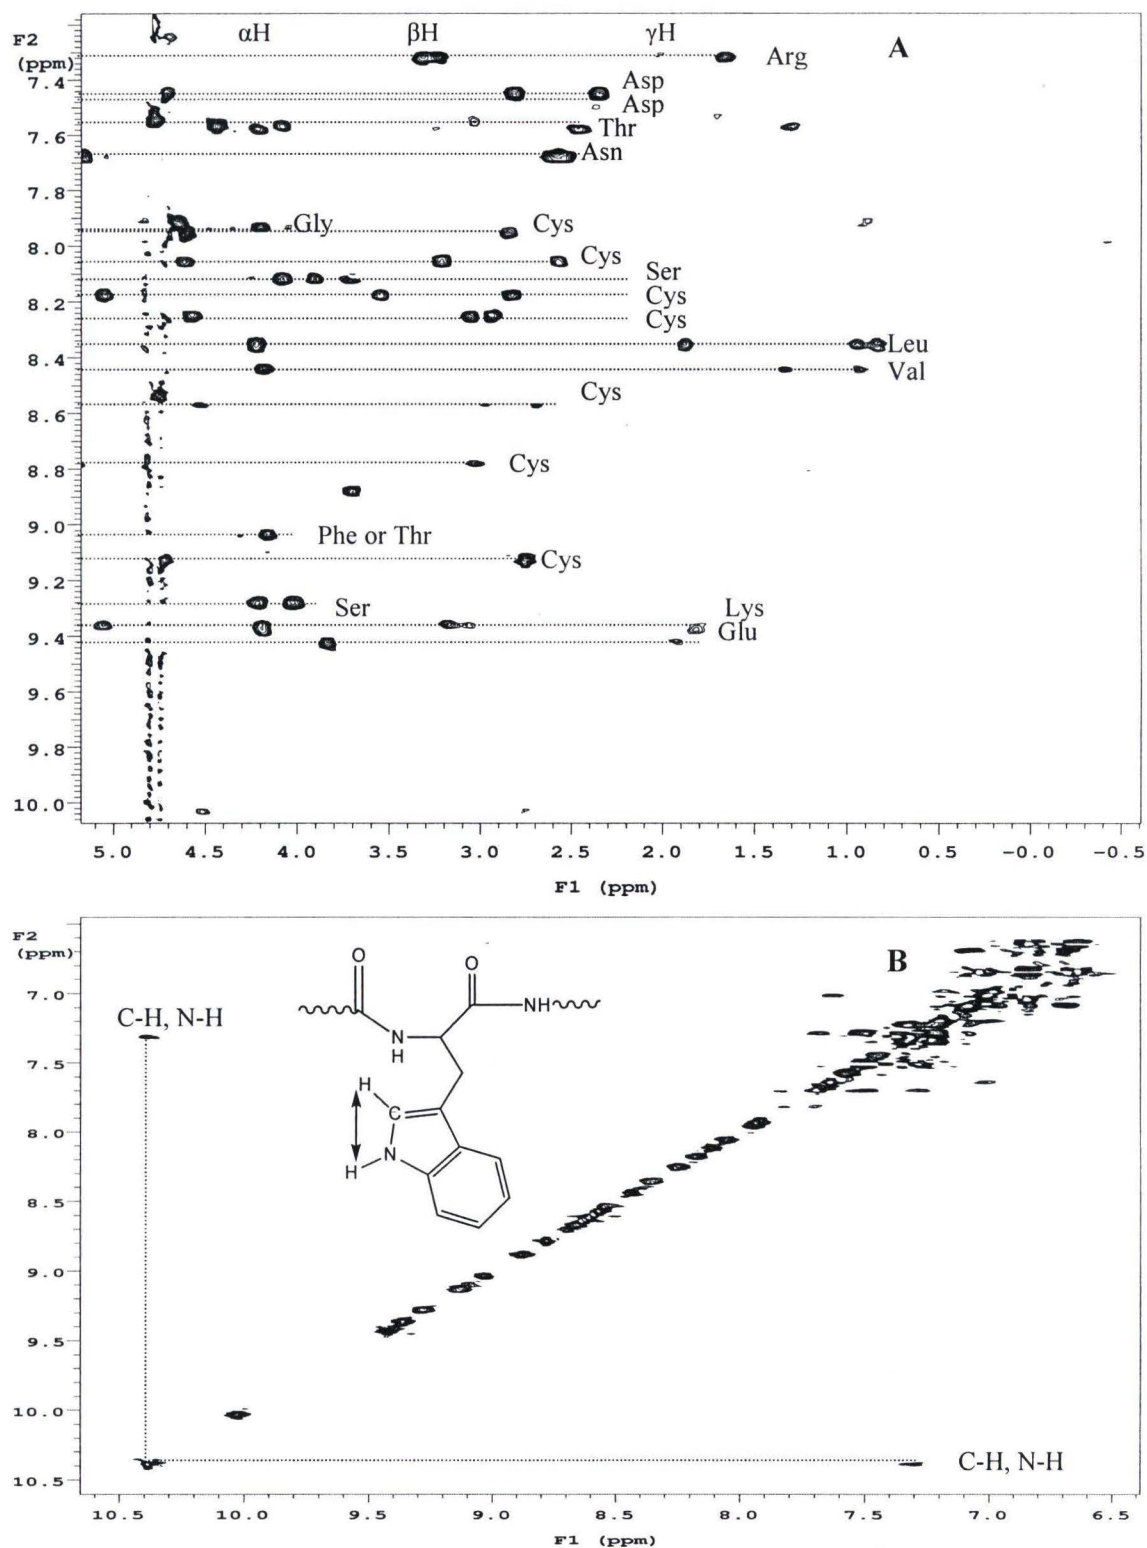 F2
(ppm)
αH
βH
γH
A
Arg
7.4
Asp
Asp
7.6
Thr
Asn
7.8
Gly
Cys
8.0
Cys
Ser
8.2
Cys
Cys
8.4
Leu
Val
Cys
8.6
Cys
8.8
9.0
Phe or Thr
Cys
9.2
Ser
Lys
9.4
Glu
9.6
9.8
10.0
5.0 4.5 4.0 3.5 3.0 2.5 2.0 1.5 1.0 0.5 -0.0 -0.5
F1 (ppm)
F2
(ppm)
B
O
O
7.0
C-H, N-H
NH
N
H
7.5
H
C
8.0
N
H
8.5
9.0
9.5
10.0
C-H, N-H
10.5
10.5 10.0 9.5 9.0 8.5 8.0 7.5 7.0 6.5
F1 (ppm)